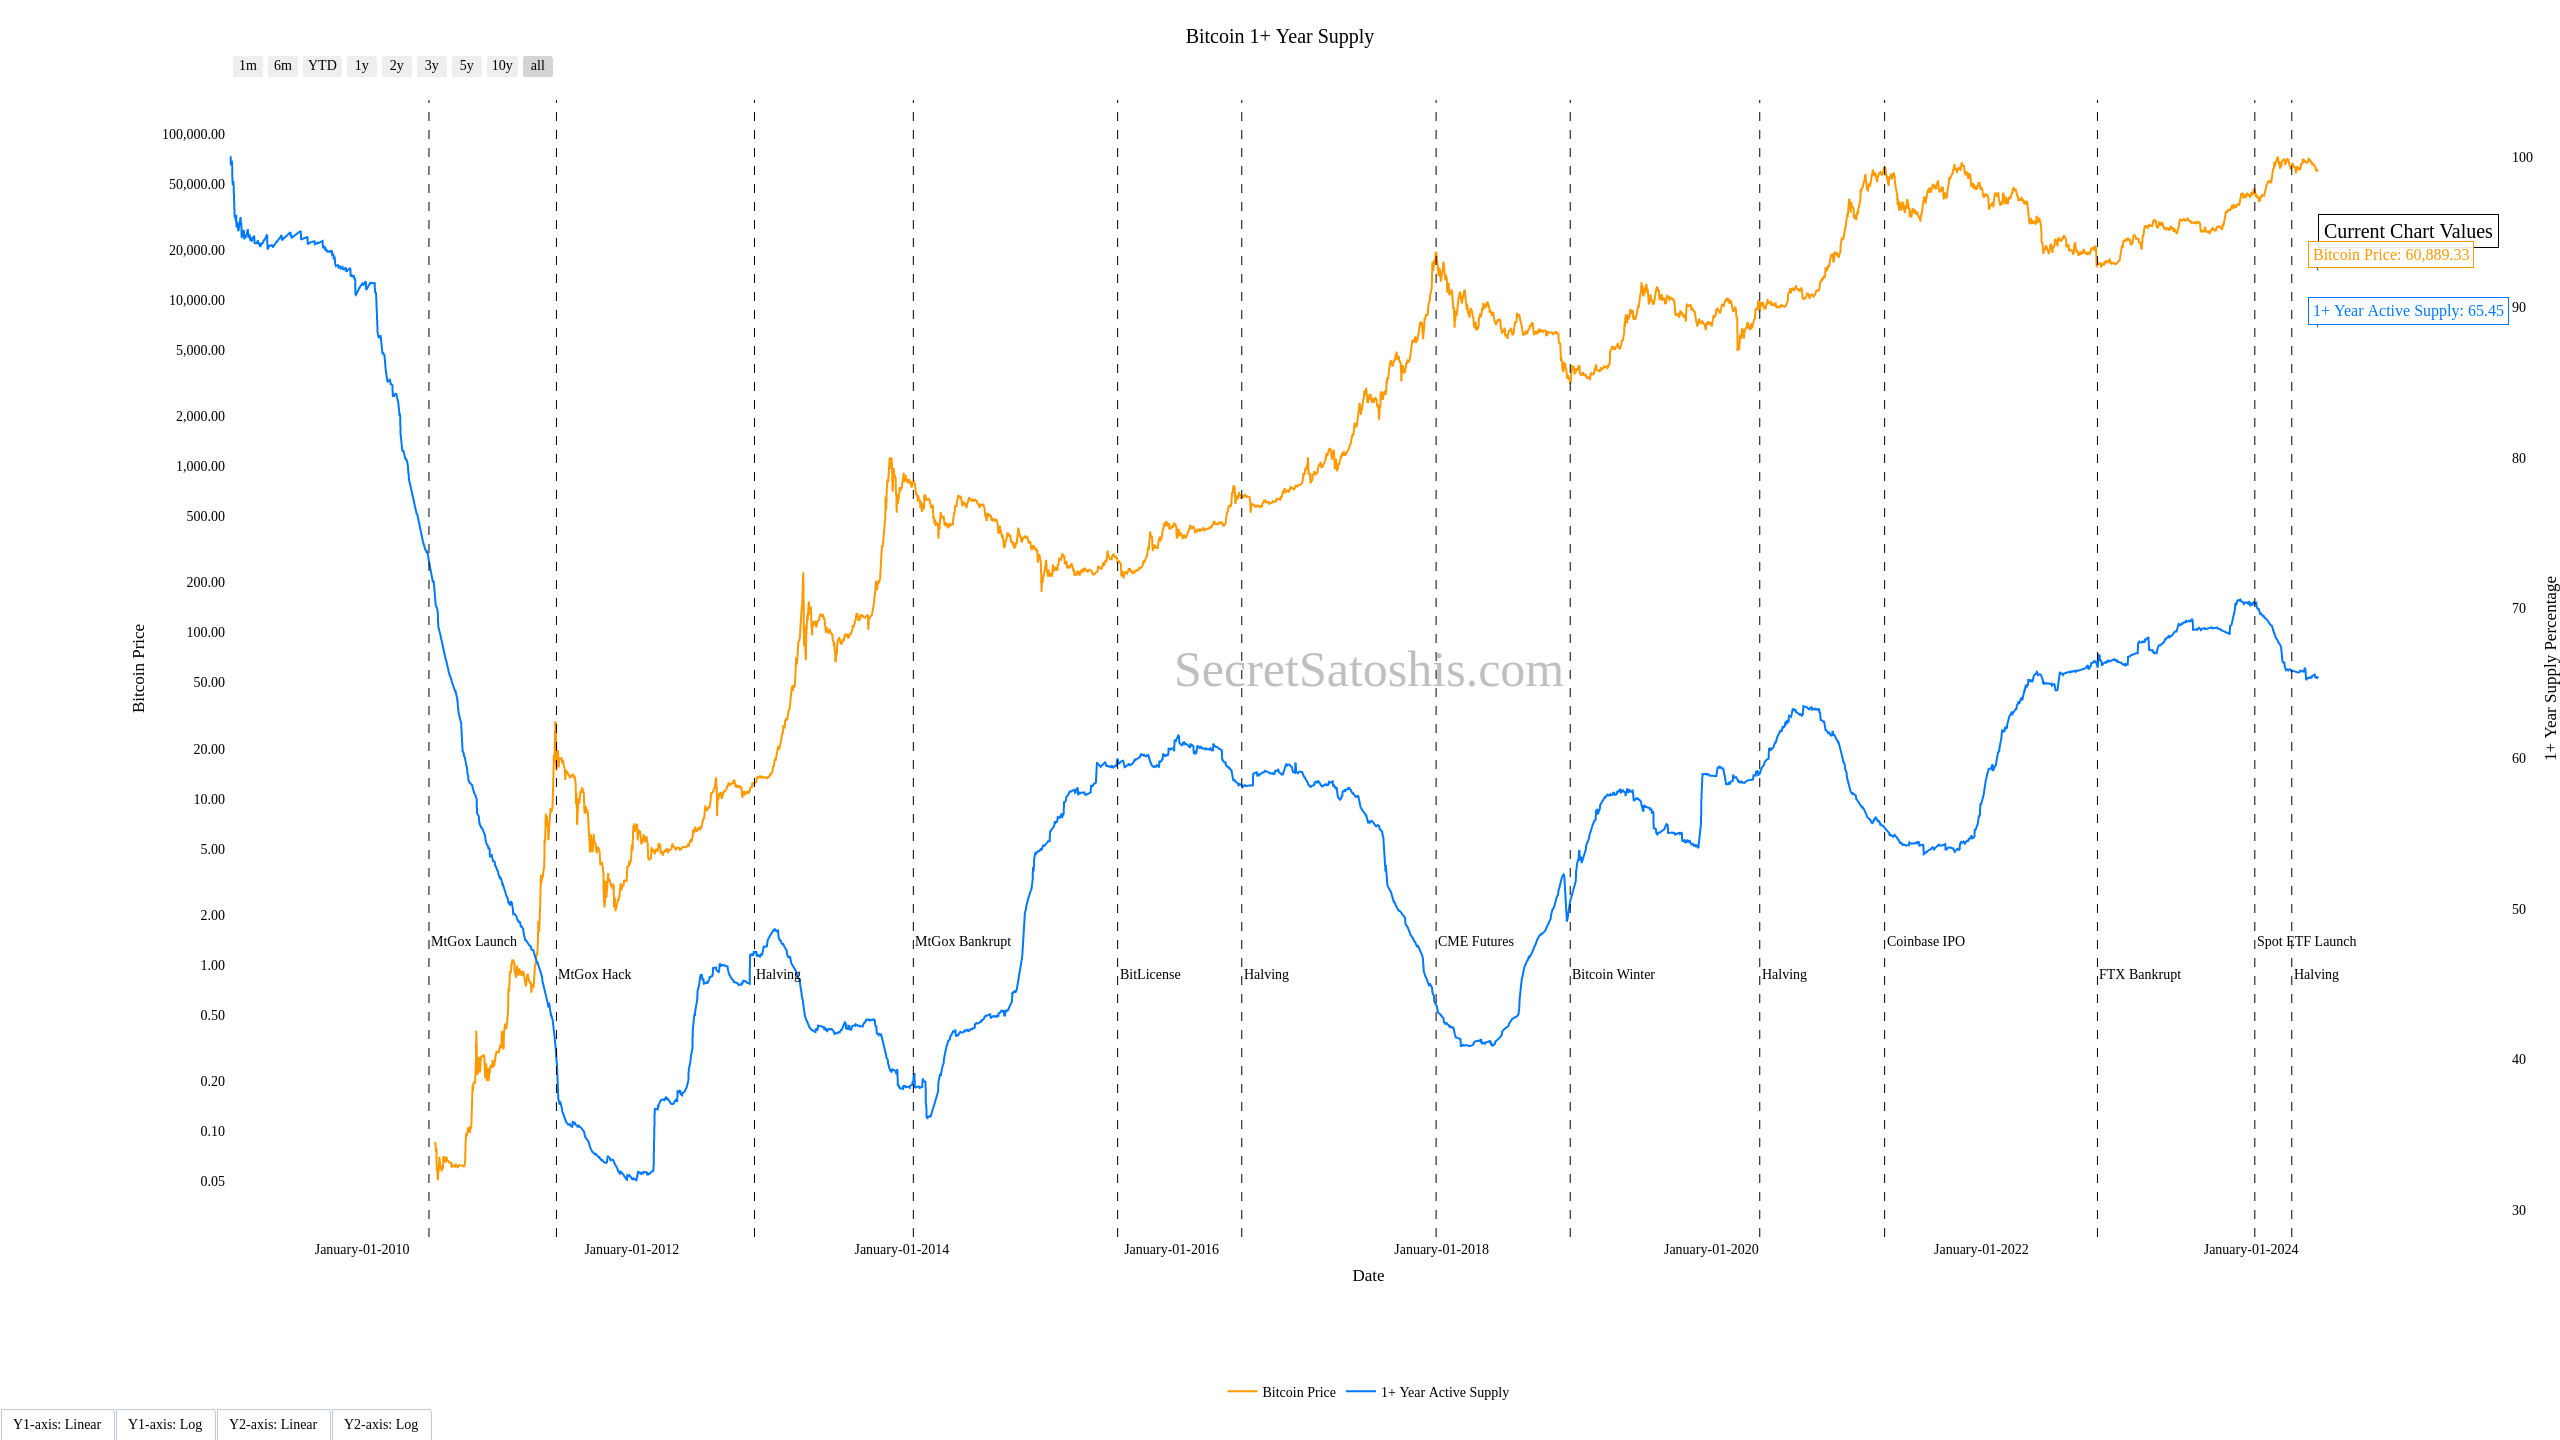 Bitcoin 1+ Year Supply
1m 6m YTD 1y 2y 3y 5y 10y all
100,000.00
50,000.00
20,000.00
10,000.00
5,000.00
2,000.00
1,000.00
500.00
200.00
100.00
50.00
20.00
10.00
5.00
2.00
1.00
0.50
0.20
0.10
0.05
Bitcoin Price
100
90
80
70
60
50
40
30
1+ Year Supply Percentage
Current Chart Values
Bitcoin Price: 60,889.33
1+ Year Active Supply: 65.45
SecretSatoshis.com
MtGox Launch
MtGox Hack
Halving
MtGox Bankrupt
BitLicense
Halving
CME Futures
Bitcoin Winter
Halving
Coinbase IPO
FTX Bankrupt
Spot ETF Launch
Halving
January-01-2010
January-01-2012
January-01-2014
January-01-2016
January-01-2018
January-01-2020
January-01-2022
January-01-2024
Date
Bitcoin Price
1+ Year Active Supply
Y1-axis: Linear
Y1-axis: Log
Y2-axis: Linear
Y2-axis: Log